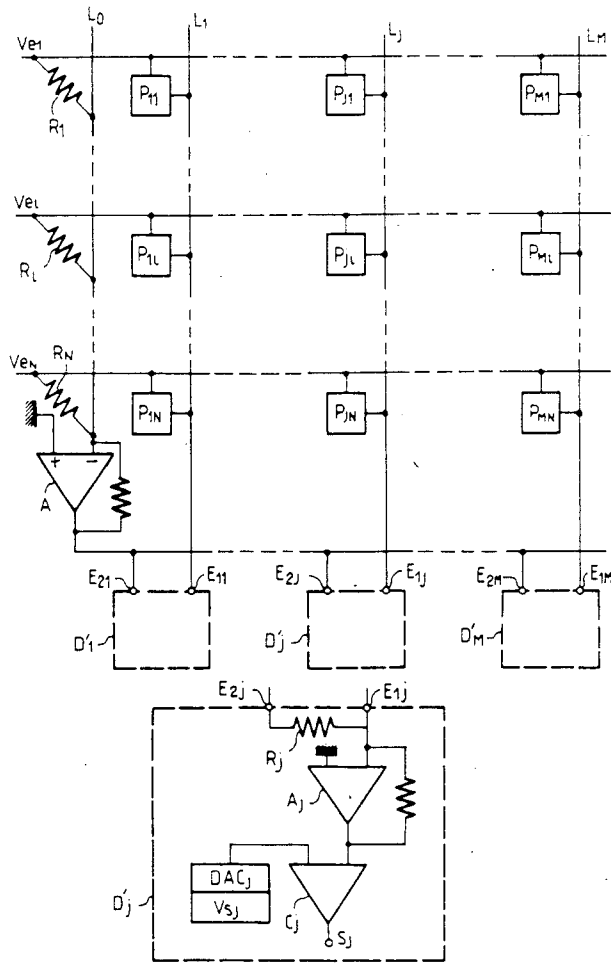 L0 L1 Lj LM
Ve1
P11 PJ1 PM1
R1
Vei
P1i PJi PMi
Ri
VeN RN
P1N PJN PMN
+ −
A
E21 E11 E2j E1j E2M E1M
D'1 D'j D'M
E2j E1j
Rj
Aj
DACj
VSj
D'j Cj Sj